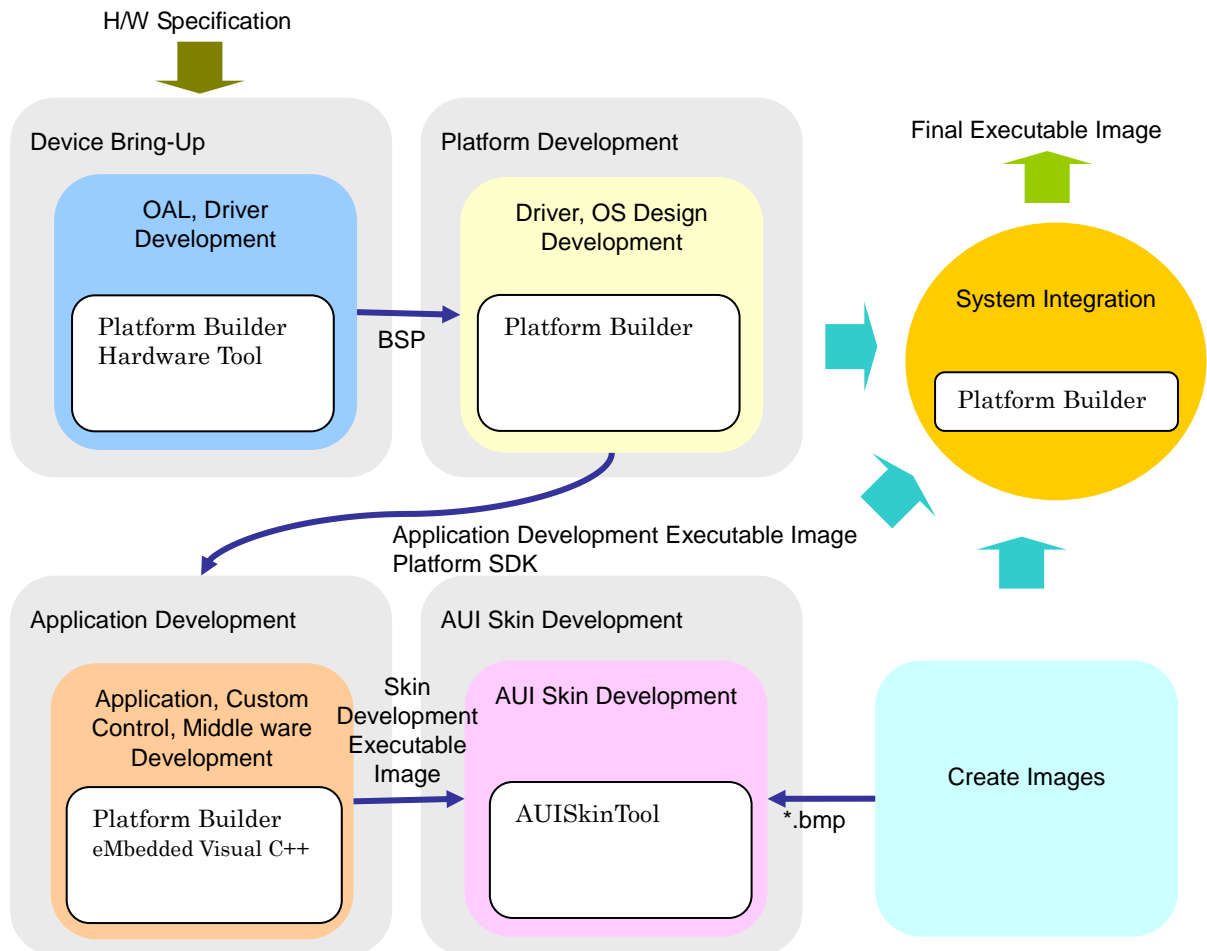 H/W Specification
Device Bring-Up
OAL, Driver
Development
Platform Builder
Hardware Tool
BSP
Platform Development
Driver, OS Design
Development
Platform Builder
Final Executable Image
System Integration
Platform Builder
Application Development Executable Image
Platform SDK
Application Development
Application, Custom
Control, Middle ware
Development
Platform Builder
eMbedded Visual C++
Skin
Development
Executable
Image
AUI Skin Development
AUI Skin Development
AUISkinTool
*.bmp
Create Images